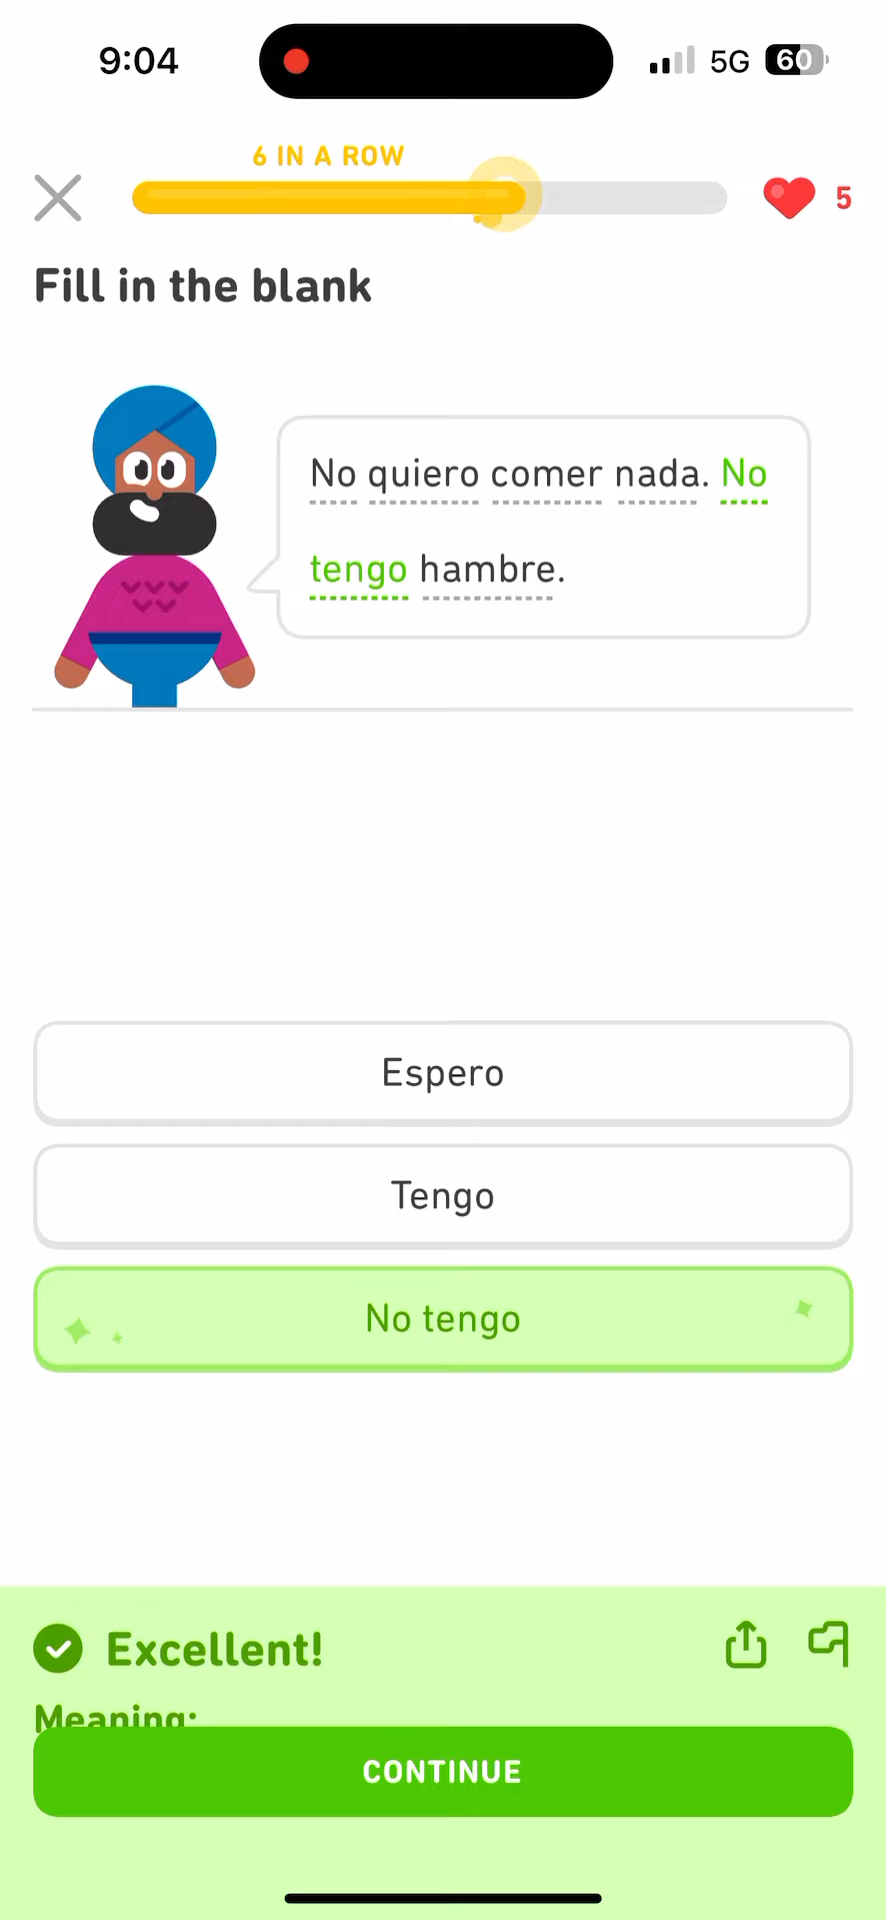 9:04
5G
60
6 IN A ROW
5
Fill in the blank
No quiero comer nada. No
tengo hambre.
Espero
Tengo
No tengo
Excellent!
Meaning:
CONTINUE